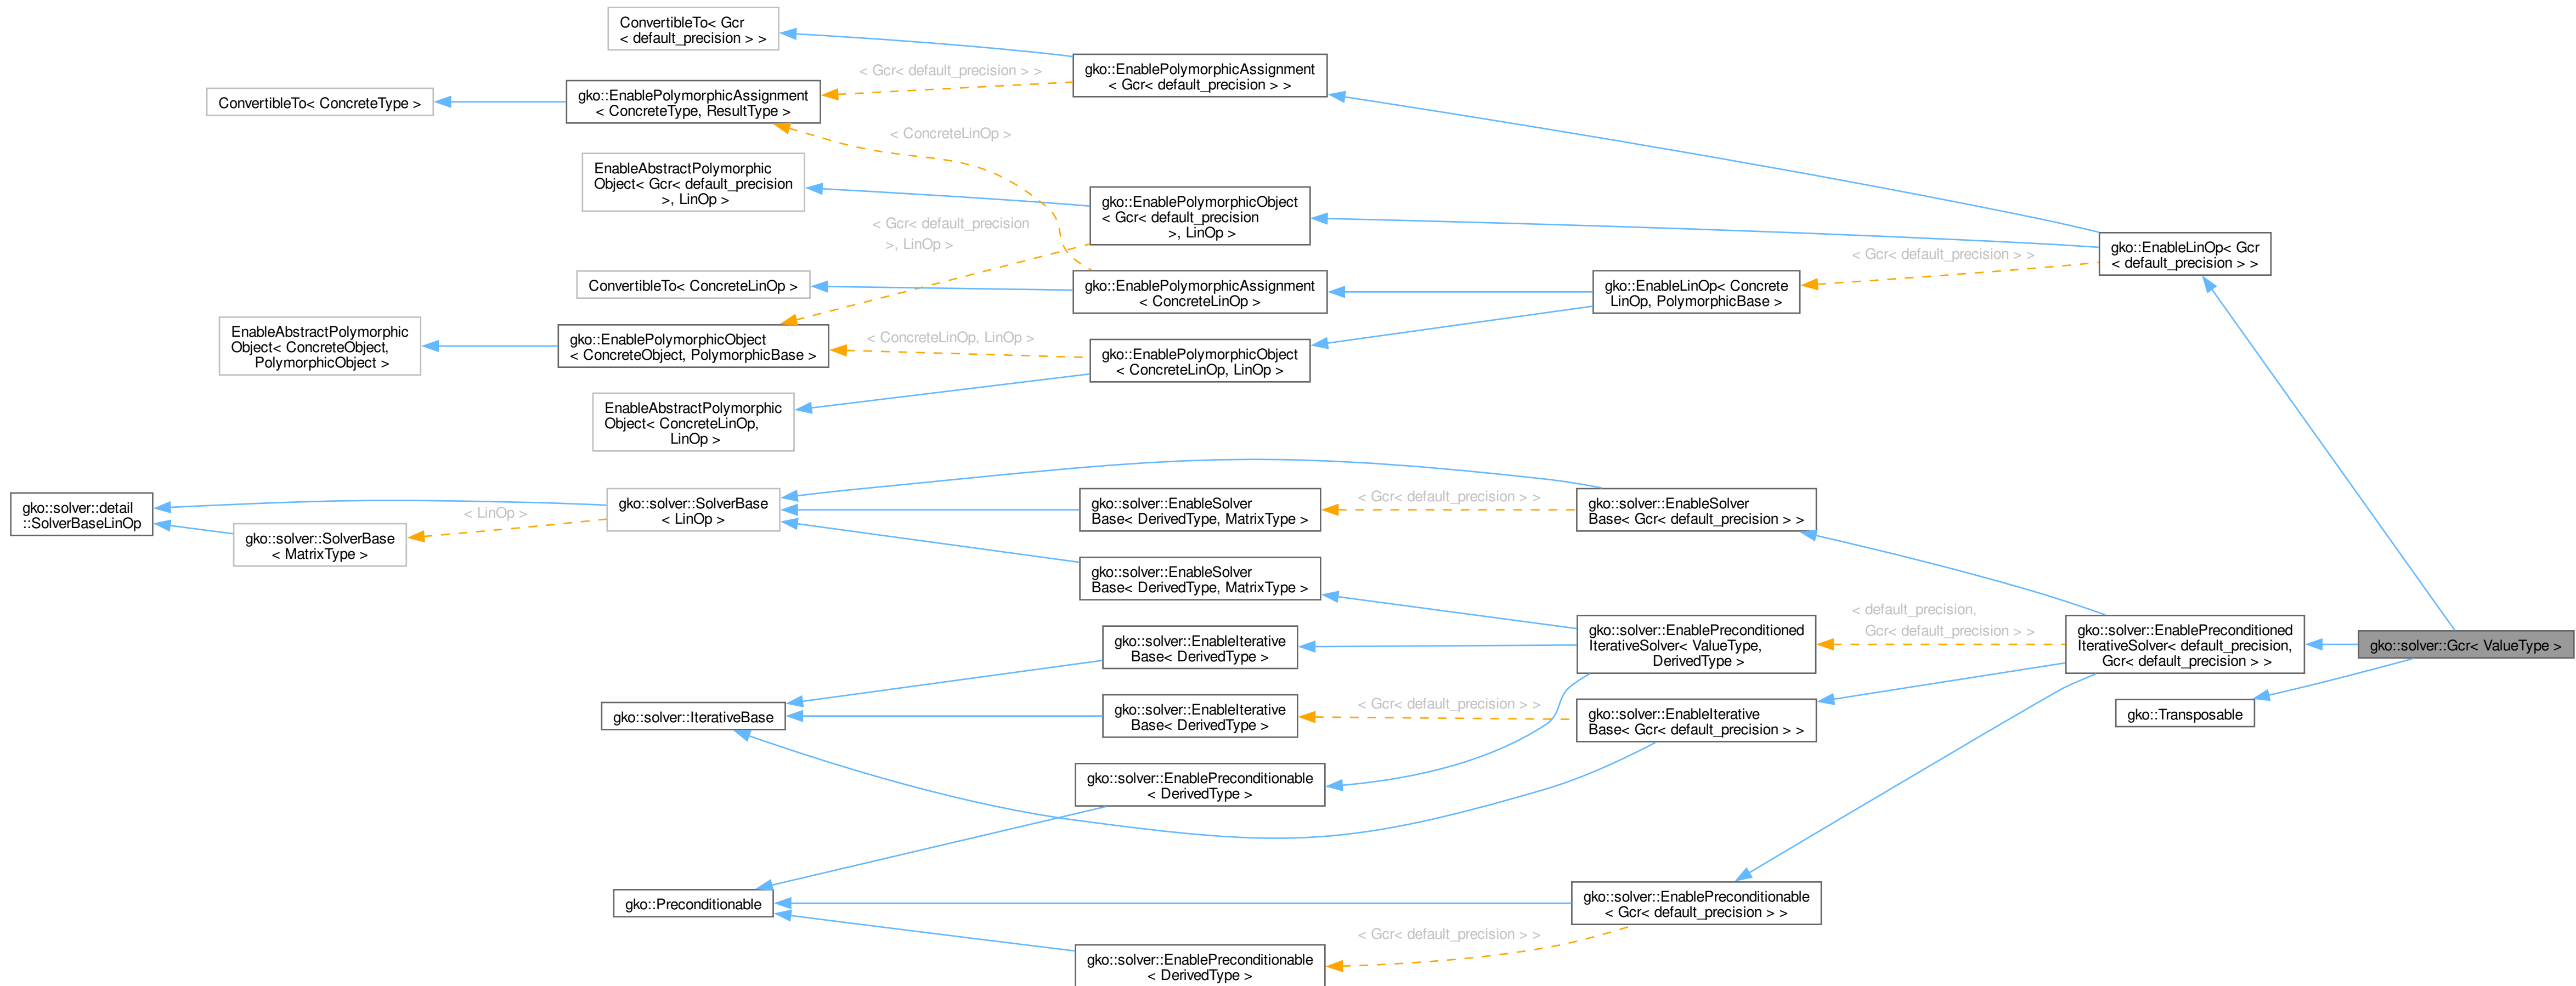 ConvertibleTo< Gcr
< default_precision > >
gko::EnablePolymorphicAssignment
< Gcr< default_precision > >
< Gcr< default_precision > >
gko::EnablePolymorphicAssignment
< ConcreteType, ResultType >
ConvertibleTo< ConcreteType >
< ConcreteLinOp >
EnableAbstractPolymorphic
Object< Gcr< default_precision
>, LinOp >
gko::EnablePolymorphicObject
< Gcr< default_precision
>, LinOp >
< Gcr< default_precision
>, LinOp >
gko::EnableLinOp< Gcr
< default_precision > >
< Gcr< default_precision > >
ConvertibleTo< ConcreteLinOp >
gko::EnablePolymorphicAssignment
< ConcreteLinOp >
gko::EnableLinOp< Concrete
LinOp, PolymorphicBase >
EnableAbstractPolymorphic
Object< ConcreteObject,
PolymorphicObject >
gko::EnablePolymorphicObject
< ConcreteObject, PolymorphicBase >
< ConcreteLinOp, LinOp >
gko::EnablePolymorphicObject
< ConcreteLinOp, LinOp >
EnableAbstractPolymorphic
Object< ConcreteLinOp,
LinOp >
gko::solver::detail
::SolverBaseLinOp
gko::solver::SolverBase
< MatrixType >
< LinOp >
gko::solver::SolverBase
< LinOp >
gko::solver::EnableSolver
Base< DerivedType, MatrixType >
< Gcr< default_precision > >
gko::solver::EnableSolver
Base< Gcr< default_precision > >
gko::solver::EnableSolver
Base< DerivedType, MatrixType >
gko::solver::EnableIterative
Base< DerivedType >
gko::solver::EnablePreconditioned
IterativeSolver< ValueType,
DerivedType >
< default_precision,
Gcr< default_precision > >
gko::solver::EnablePreconditioned
IterativeSolver< default_precision,
Gcr< default_precision > >
gko::solver::Gcr< ValueType >
gko::solver::IterativeBase
gko::solver::EnableIterative
Base< DerivedType >
< Gcr< default_precision > >
gko::solver::EnableIterative
Base< Gcr< default_precision > >
gko::Transposable
gko::solver::EnablePreconditionable
< DerivedType >
gko::Preconditionable
gko::solver::EnablePreconditionable
< Gcr< default_precision > >
< Gcr< default_precision > >
gko::solver::EnablePreconditionable
< DerivedType >